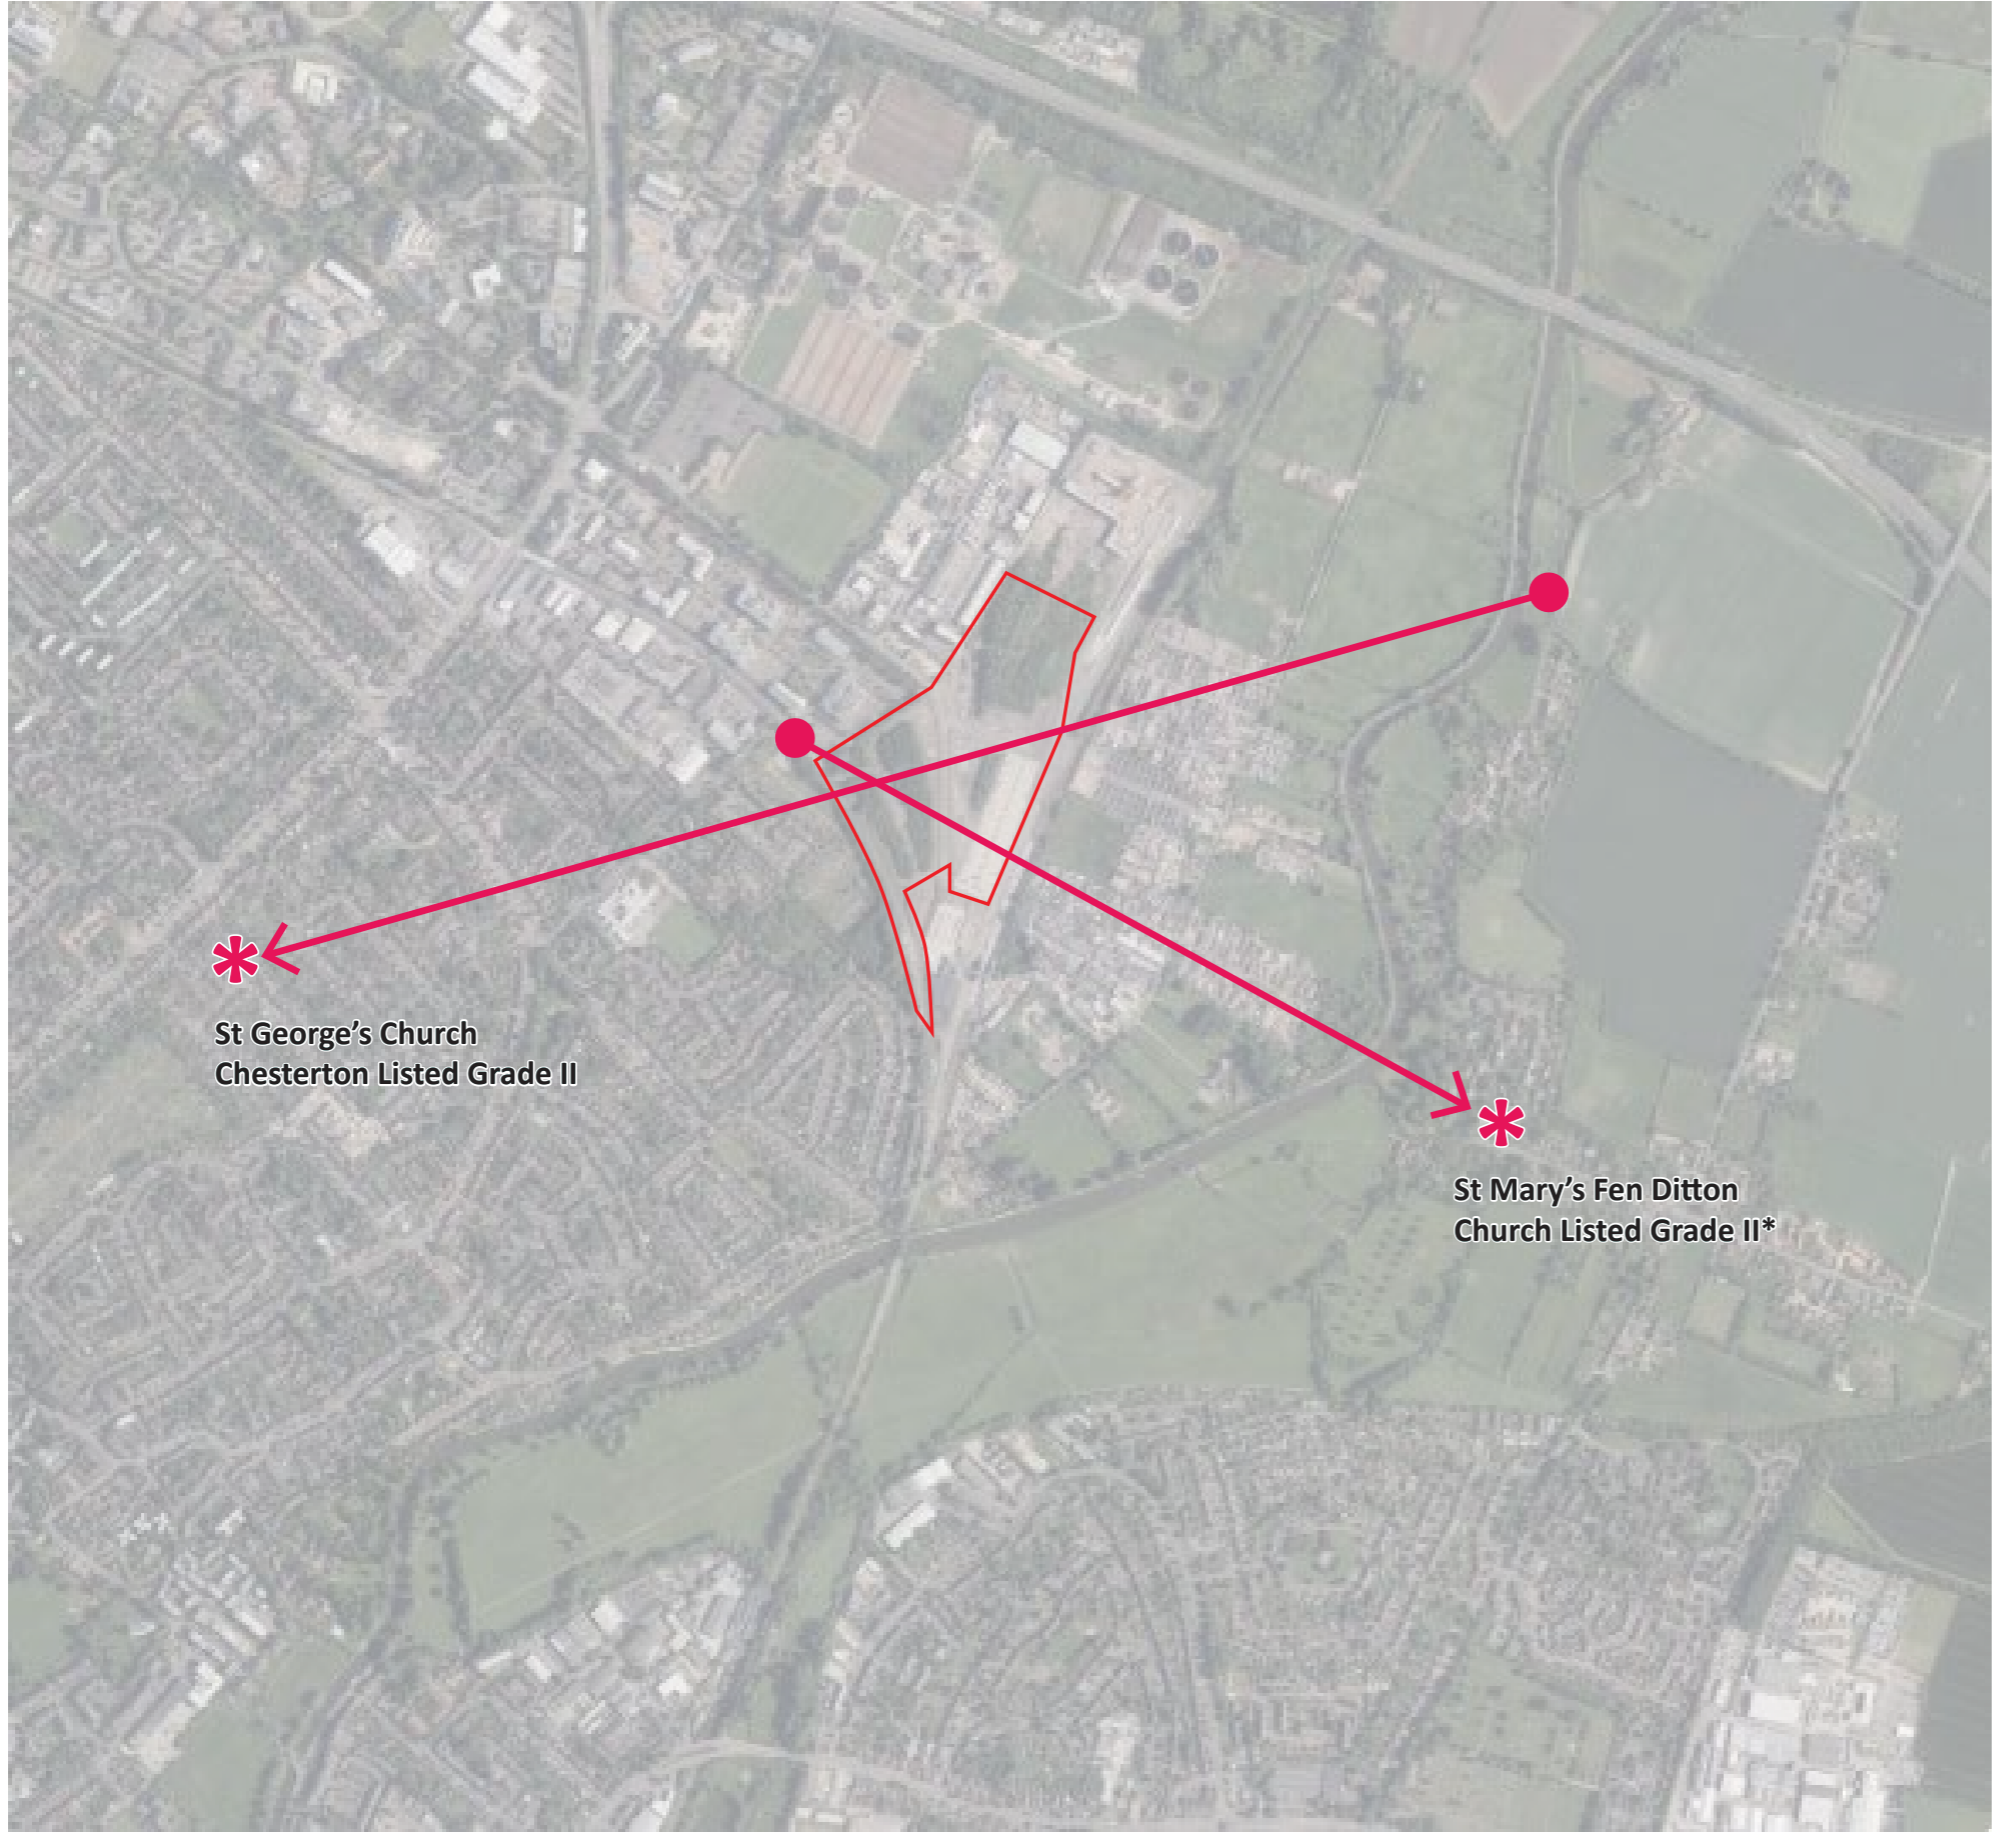 St George’s Church
Chesterton Listed Grade II
St Mary’s Fen Ditton
Church Listed Grade II*